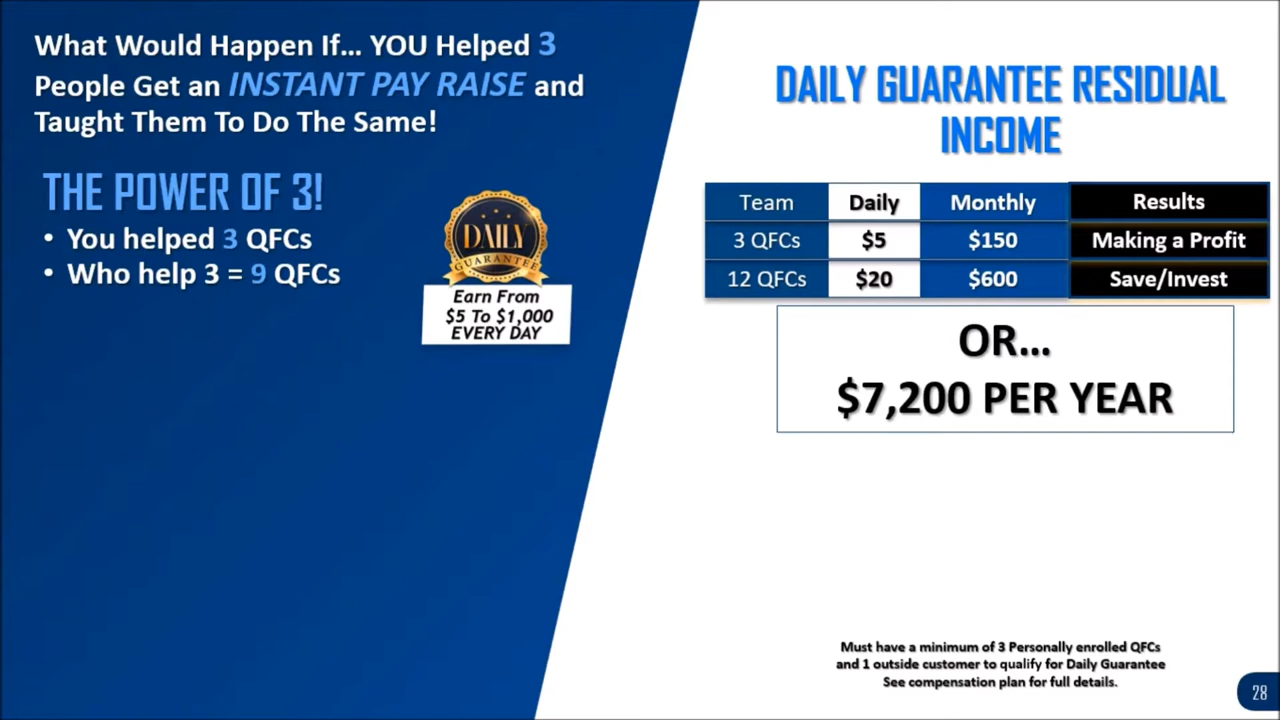 What Would Happen If... YOU Helped 3
People Get an INSTANT PAY RAISE and
Taught Them To Do The Same!
THE POWER OF 3!
• You helped 3 QFCs
• Who help 3 = 9 QFCs
DAILY
GUARANTEE
Earn From
$5 To $1,000
EVERY DAY
DAILY GUARANTEE RESIDUAL
INCOME
Team Daily Monthly Results
3 QFCs $5 $150 Making a Profit
12 QFCs $20 $600 Save/Invest
OR...
$7,200 PER YEAR
Must have a minimum of 3 Personally enrolled QFCs
and 1 outside customer to qualify for Daily Guarantee
See compensation plan for full details.
28